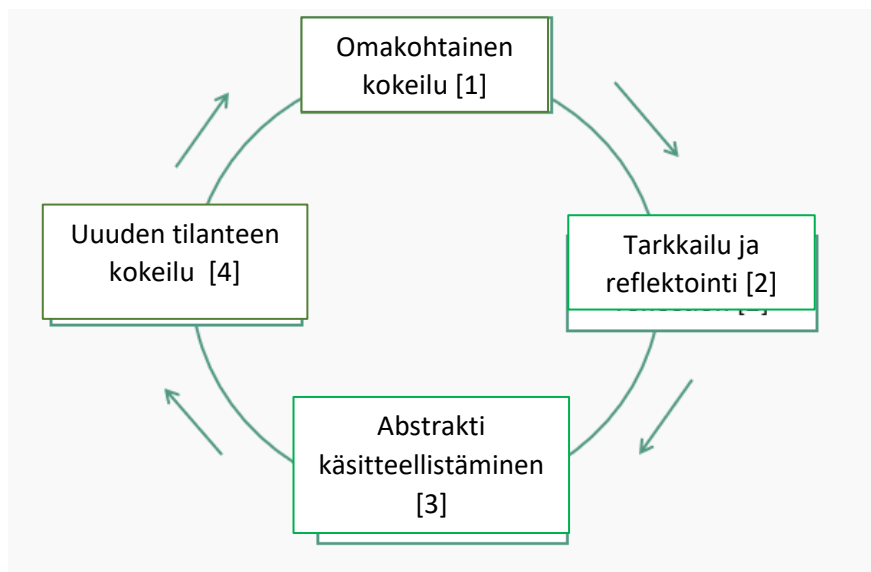 Omakohtainen
kokeilu [1]
Tarkkailu ja
reflektointi [2]
Abstrakti
käsitteellistäminen
[3]
Uuuden tilanteen
kokeilu [4]